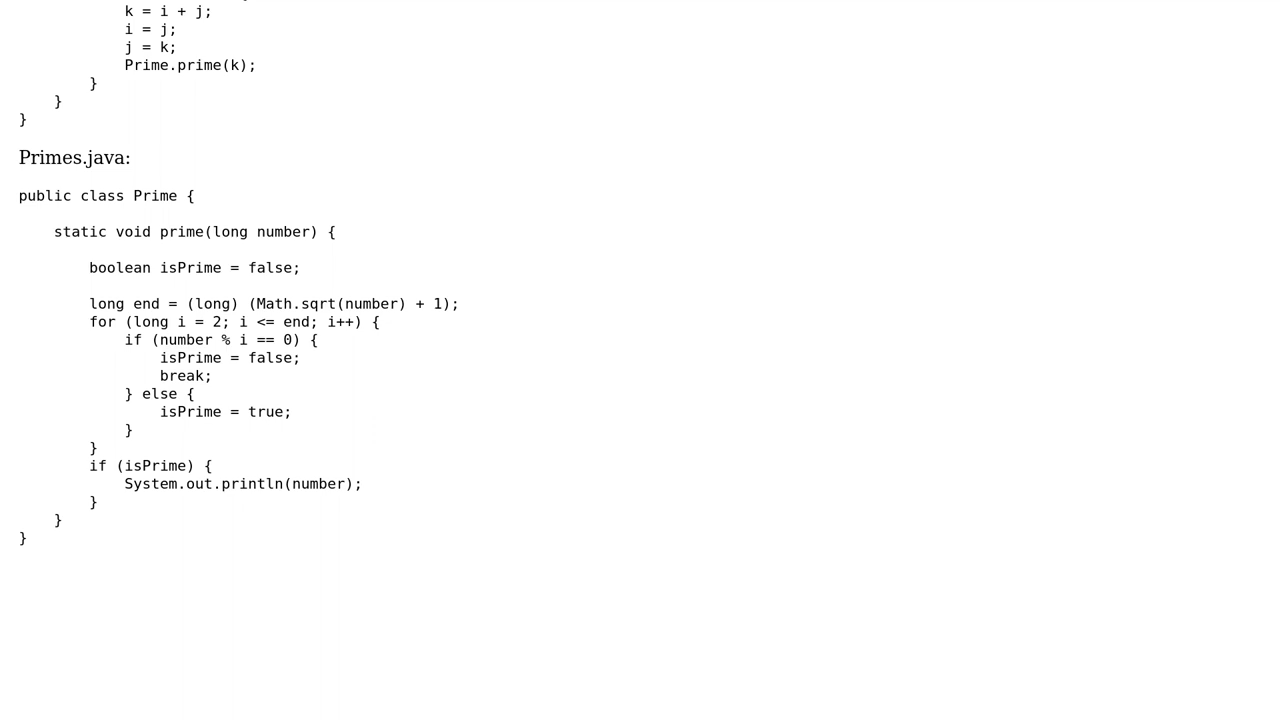 k = i + j;
i = j;
j = k;
Prime.prime(k);
}
}
}
Primes.java:
public class Prime {
static void prime(long number) {
boolean isPrime = false;
long end = (long) (Math.sqrt(number) + 1);
for (long i = 2; i <= end; i++) {
if (number % i == 0) {
isPrime = false;
break;
} else {
isPrime = true;
}
}
if (isPrime) {
System.out.println(number);
}
}
}